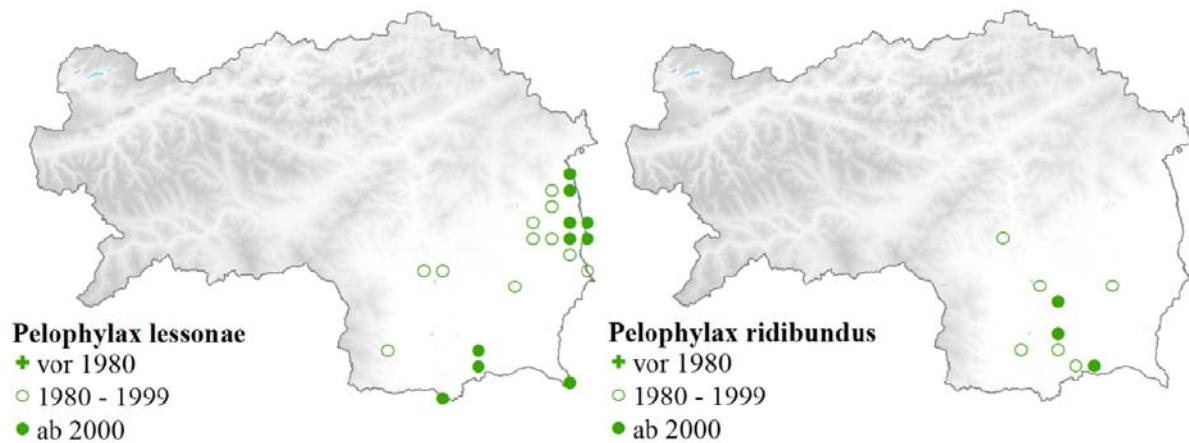 Pelophylax lessonae
vor 1980
1980 - 1999
ab 2000
Pelophylax ridibundus
vor 1980
1980 - 1999
ab 2000